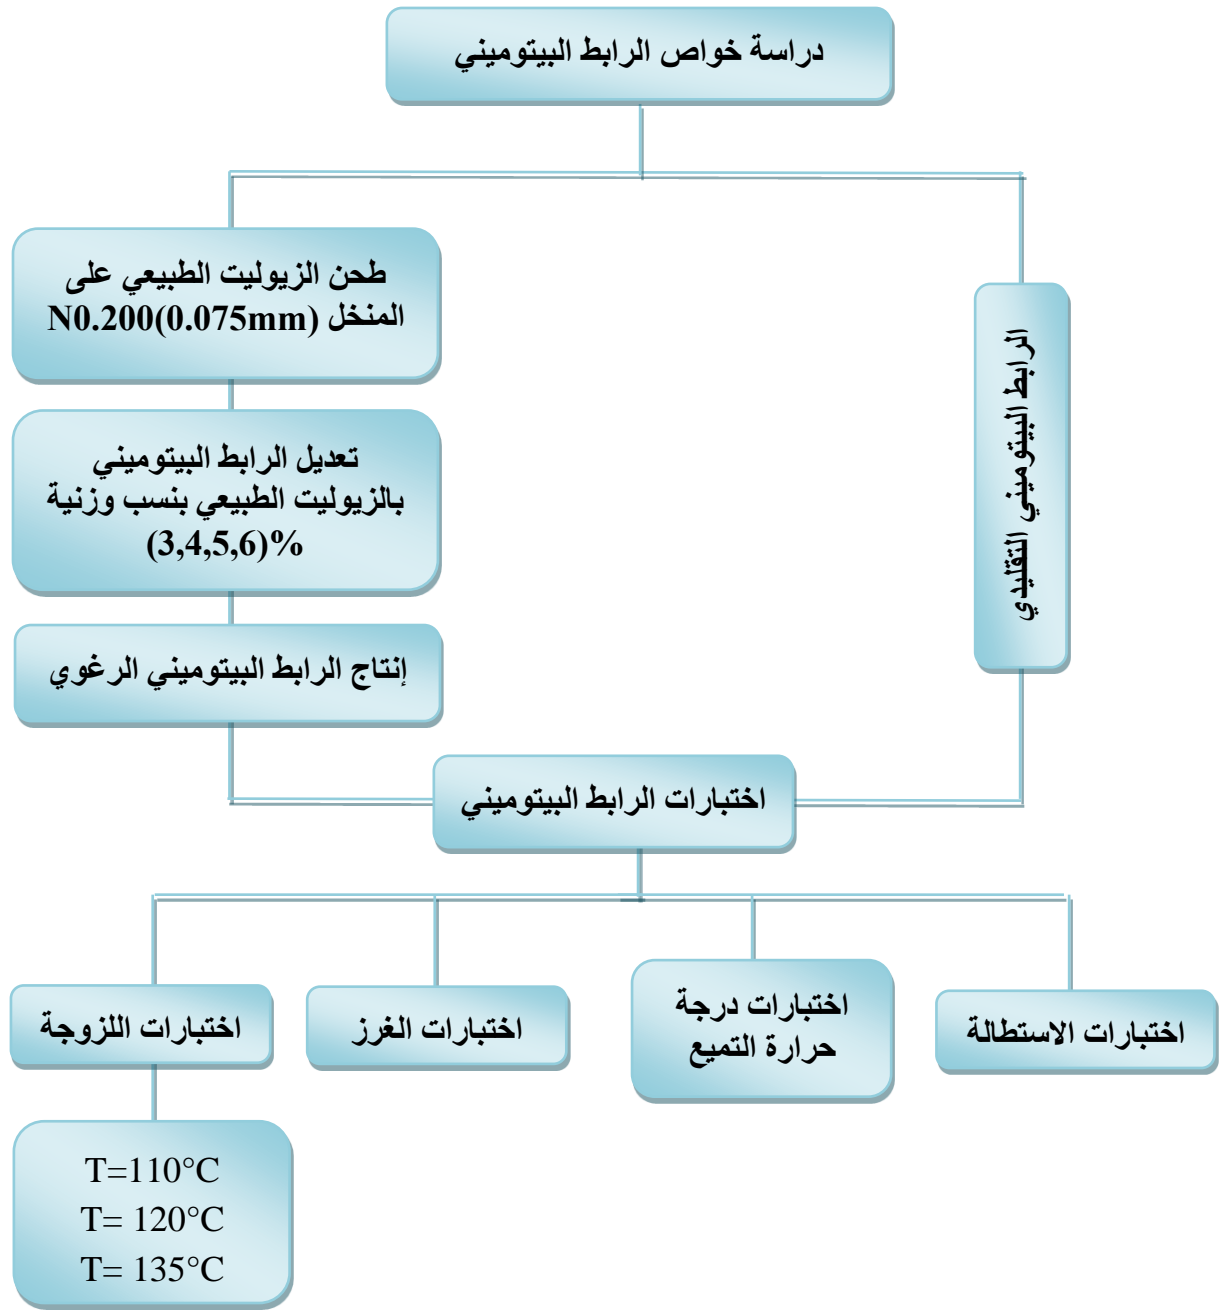 دراسة خواص الرابط البيتوميني
طحن الزيوليت الطبيعي على
المنخل N0.200(0.075mm)
الرابط البيتوميني التقليدي
تعديل الرابط البيتوميني
بالزيوليت الطبيعي بنسب وزنية
(3,4,5,6)%
إنتاج الرابط البيتوميني الرغوي
اختبارات الرابط البيتوميني
اختبارات الاستطالة
اختبارات درجة
حرارة التميع
اختبارات الغرز
اختبارات اللزوجة
T=110°C
T= 120°C
T= 135°C